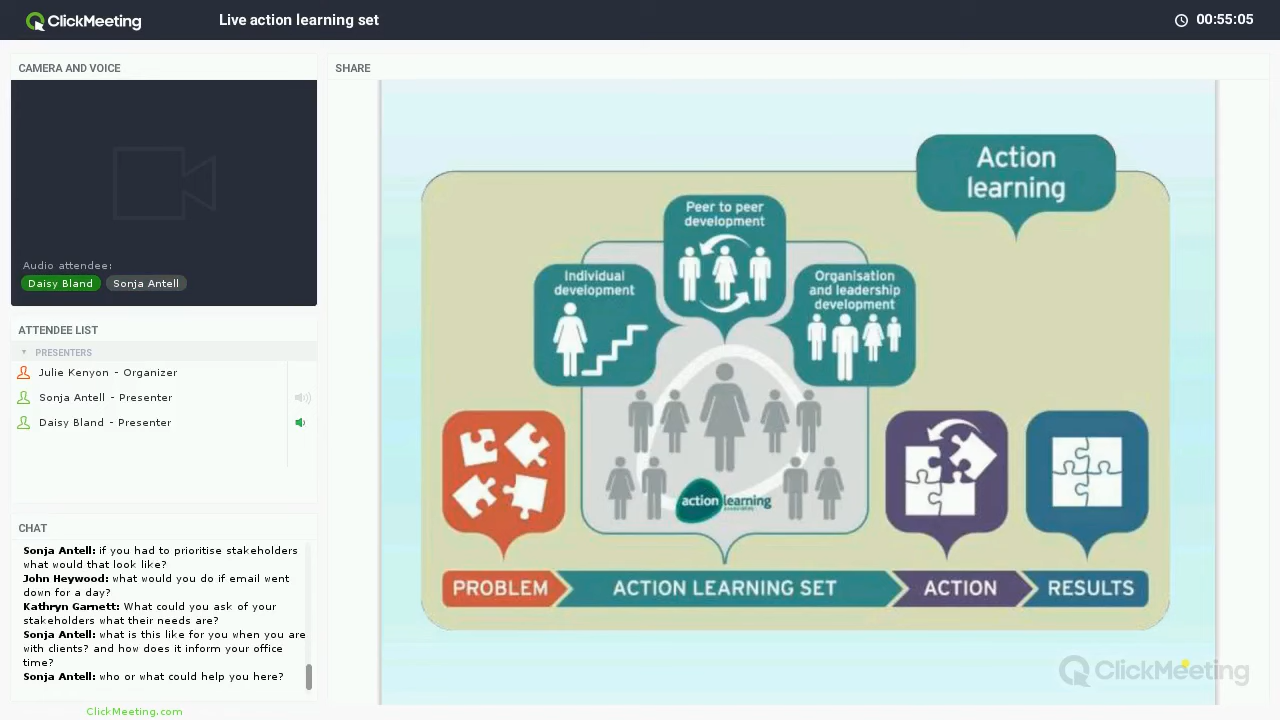 ClickMeeting
Live action learning set
00:55:05
CAMERA AND VOICE
Audio attendee:
Daisy Bland
Sonja Antell
ATTENDEE LIST
PRESENTERS
Julie Kenyon - Organizer
Sonja Antell - Presenter
Daisy Bland - Presenter
CHAT
Sonja Antell: if you had to prioritise stakeholders
what would that look like?
John Heywood: what would you do if email went
down for a day?
Kathryn Garnett: What could you ask of your
stakeholders what their needs are?
Sonja Antell: what is this like for you when you are
with clients? and how does it inform your office
time?
Sonja Antell: who or what could help you here?
ClickMeeting.com
SHARE
Action
learning
Peer to peer
development
Individual
development
Organisation
and leadership
development
action learning
PROBLEM
ACTION LEARNING SET
ACTION
RESULTS
ClickMeeting